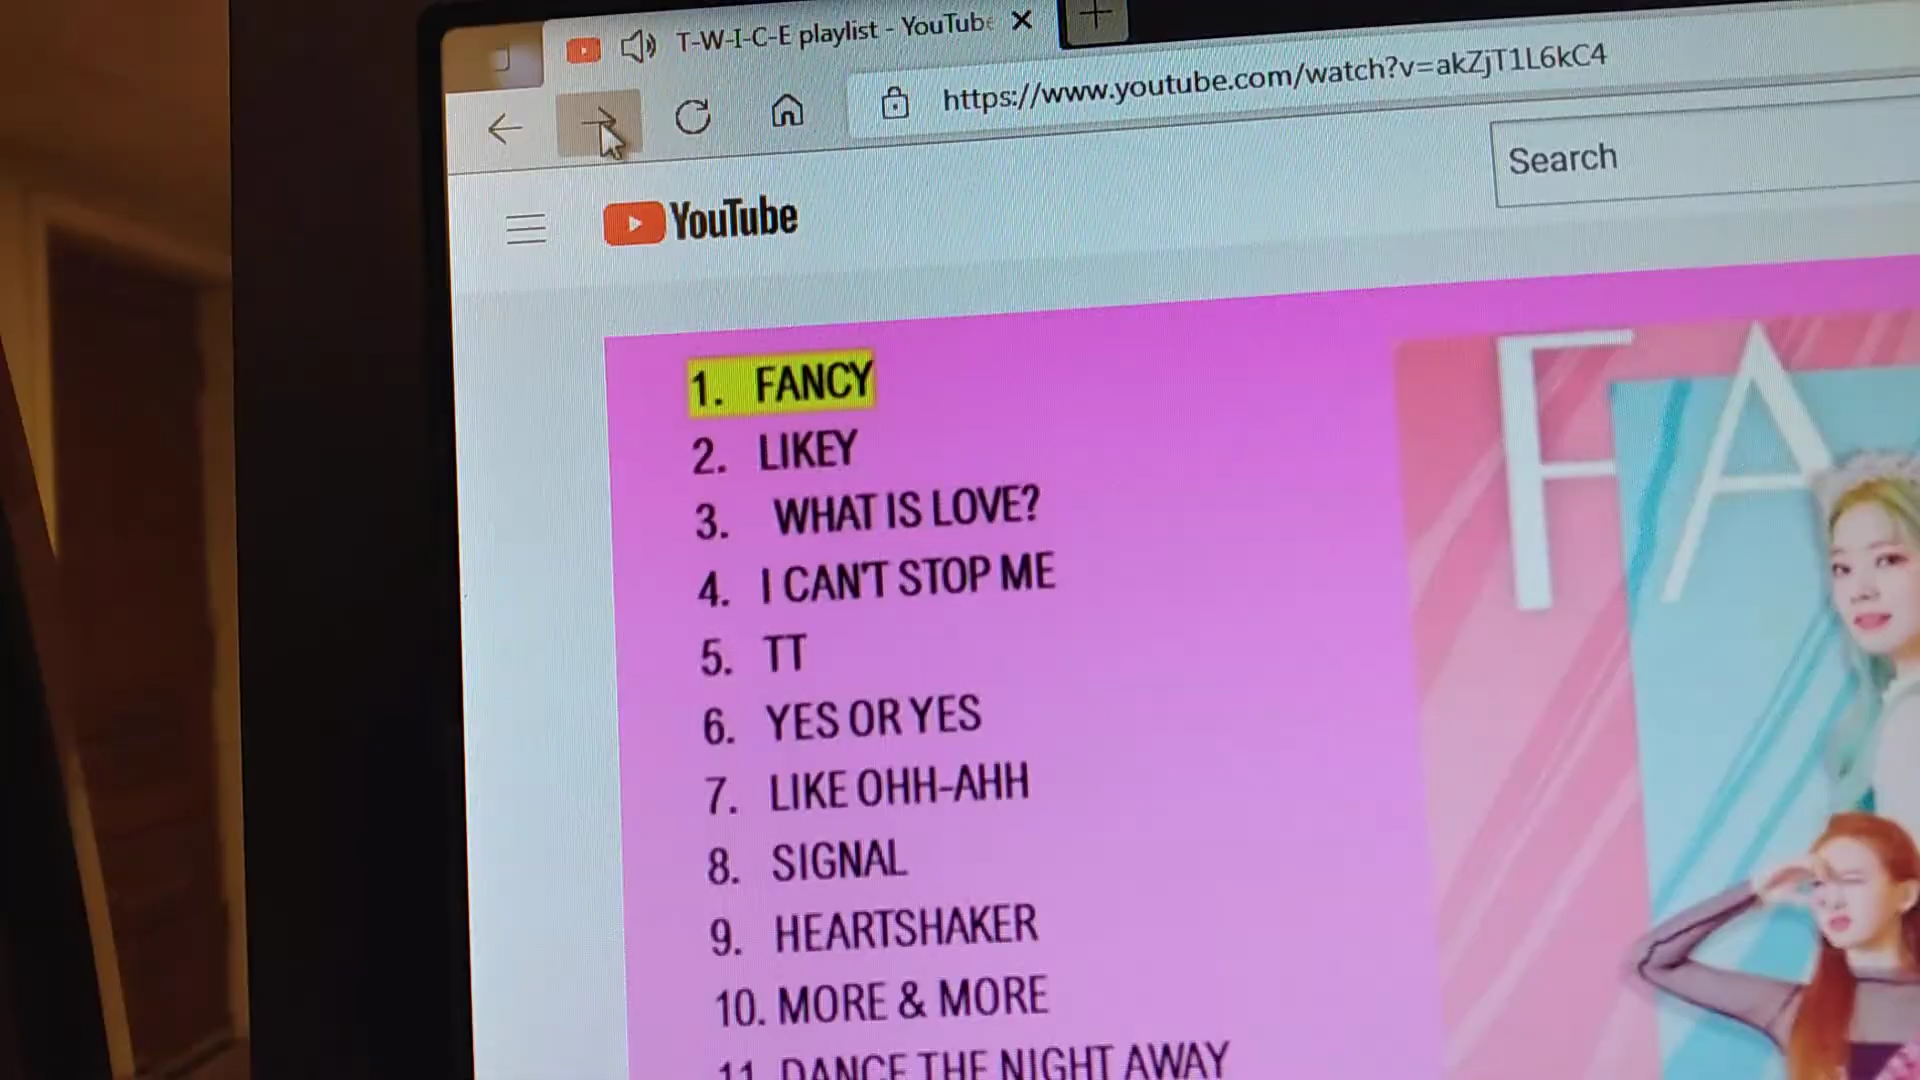 T-W-I-C-E playlist - YouTube
https://www.youtube.com/watch?v=akZjT1L6kC4
Search
YouTube
1. FANCY
2. LIKEY
3. WHAT IS LOVE?
4. I CAN'T STOP ME
5. TT
6. YES OR YES
7. LIKE OHH-AHH
8. SIGNAL
9. HEARTSHAKER
10. MORE & MORE
11. DANCE THE NIGHT AWAY
FA